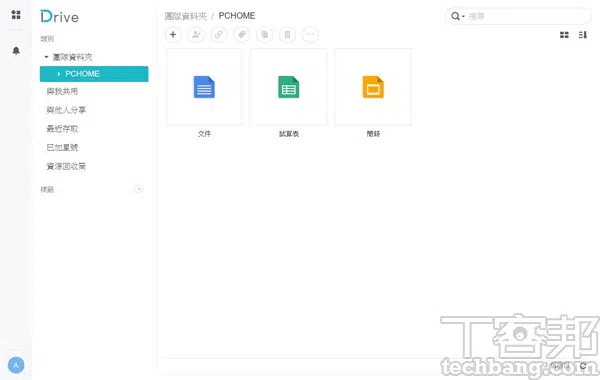 Drive
類別
團隊資料夾
PCHOME
與我共用
與他人分享
最近存取
已加星號
資源回收筒
標籤
團隊資料夾 / PCHOME
搜尋
文件
試算表
簡報
A
T客邦
techbang.com